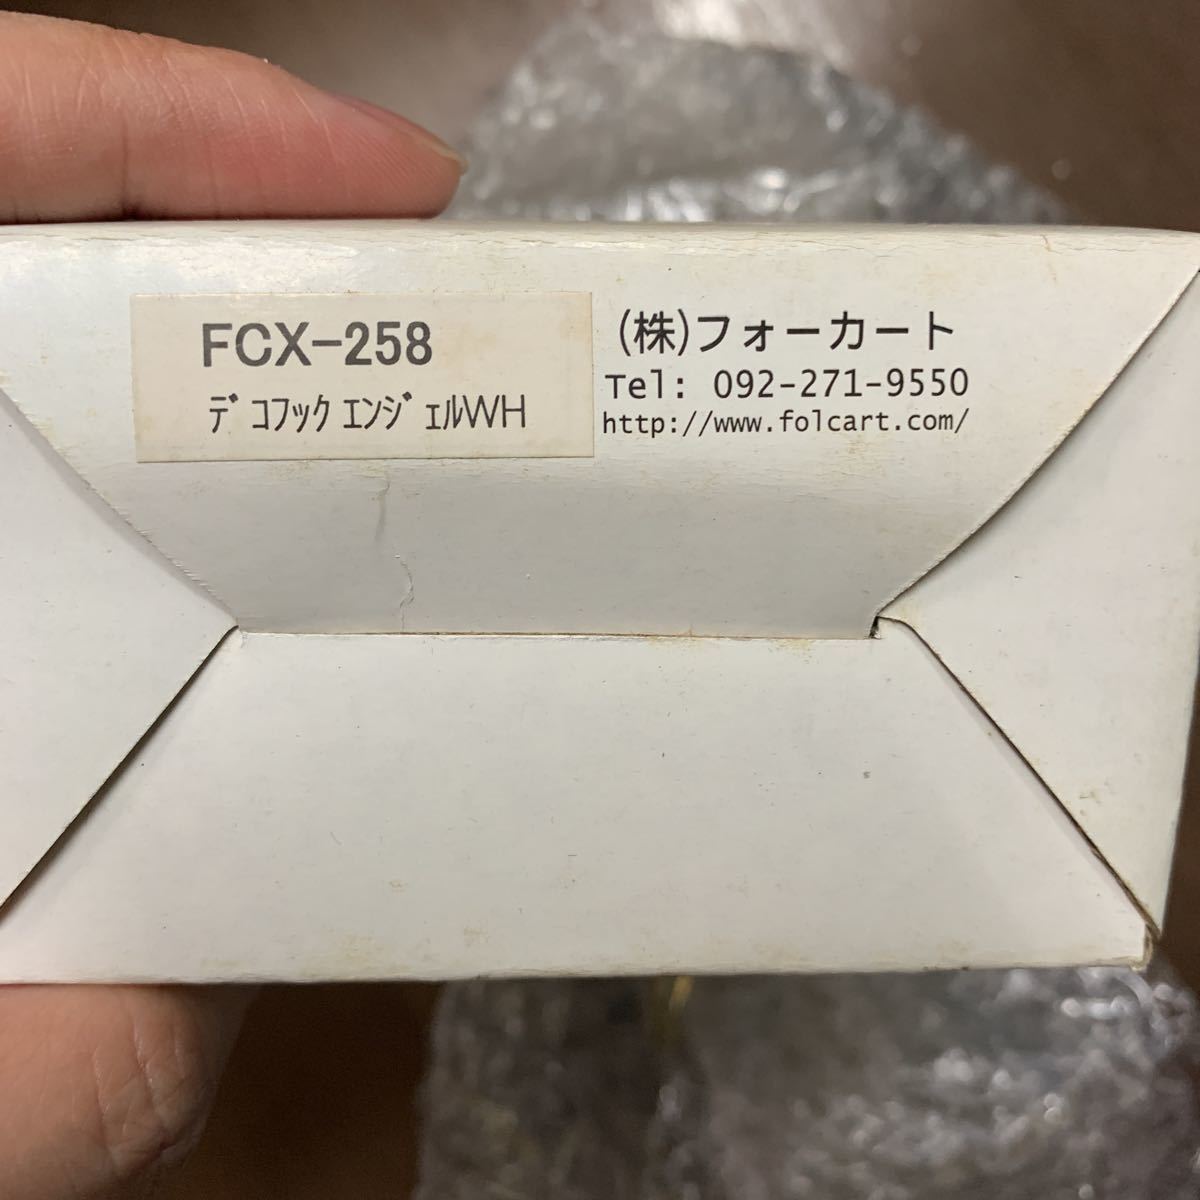 FCX-258
ﾃﾞｺﾌｯｸ ｴﾝｼﾞｪﾙWH
(株)フォーカート
Tel: 092-271-9550
http://www.folcart.com/